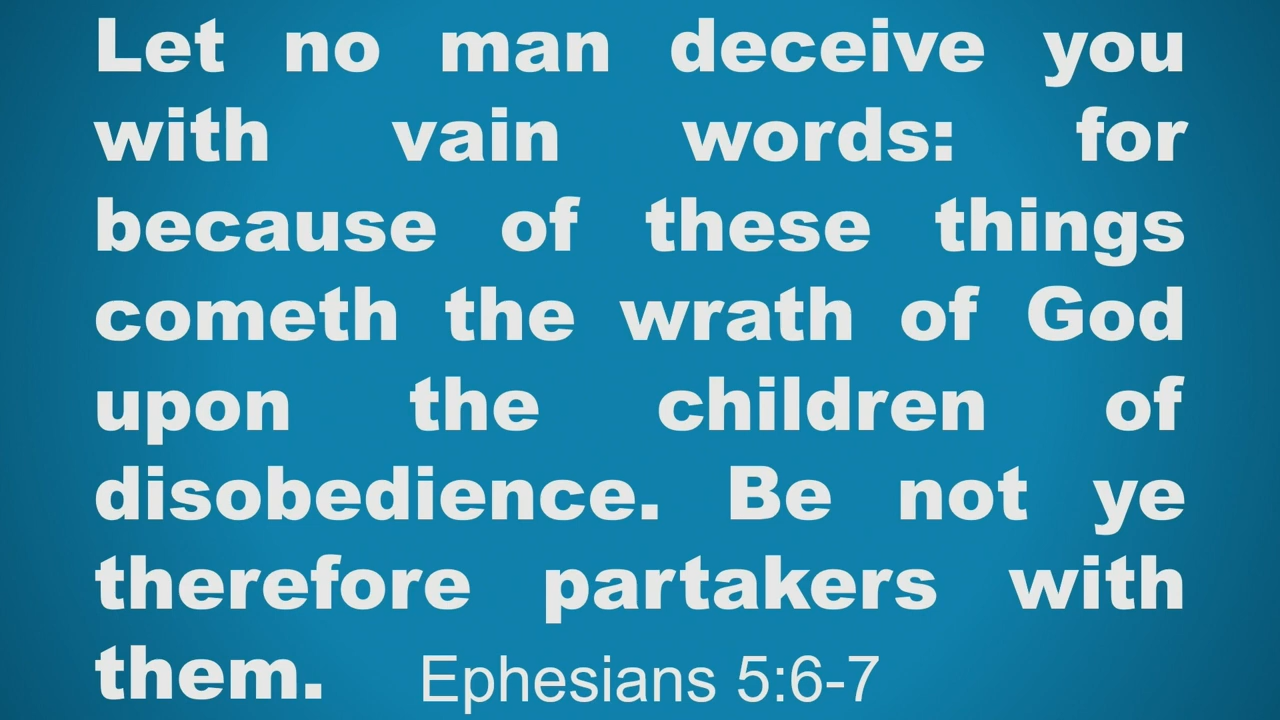 Let no man deceive you
with vain words: for
because of these things
cometh the wrath of God
upon the children of
disobedience. Be not ye
therefore partakers with
them. Ephesians 5:6-7